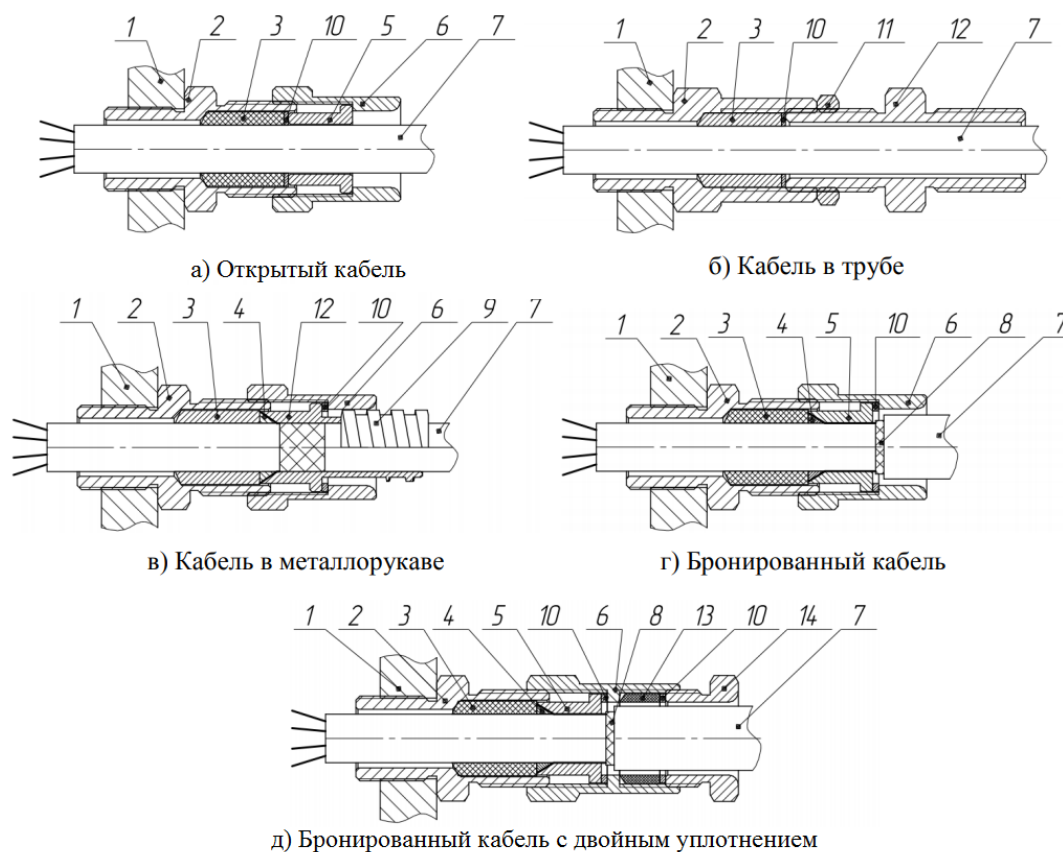 1 2 3 10 5 6 7
1 2 3 10 11 12 7
а) Открытый кабель
б) Кабель в трубе
1 2 3 4 12 10 6 9 7
1 2 3 4 5 10 6 8 7
в) Кабель в металлорукаве
г) Бронированный кабель
1 2 3 4 5 10 6 8 13 10 14 7
д) Бронированный кабель с двойным уплотнением